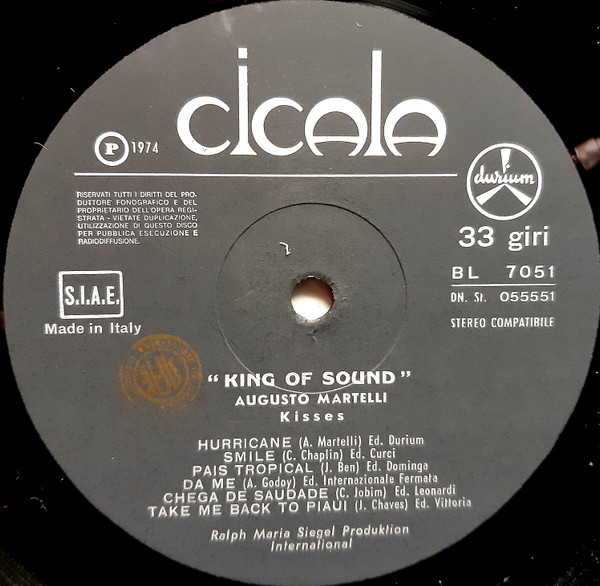 cicala
P 1974
durium
RISERVATI TUTTI I DIRITTI DEL PRO-
DUTTORE FONOGRAFICO E DEL
PROPRIETARIO DELL'OPERA REGI-
STRATA - VIETATE DUPLICAZIONE,
UTILIZZAZIONE DI QUESTO DISCO
PER PUBBLICA ESECUZIONE E
RADIODIFFUSIONE.
33 giri
BL 7051
DN. St. 055551
STEREO COMPATIBILE
S.I.A.E.
Made in Italy
"KING OF SOUND"
AUGUSTO MARTELLI
Kisses
HURRICANE (A. Martelli) Ed. Durium
SMILE (C. Chaplin) Ed. Curci
PAIS TROPICAL (J. Ben) Ed. Dominga
DA ME (A. Godoy) Ed. Internazionale Fermata
CHEGA DE SAUDADE (C. Jobim) Ed. Leonardi
TAKE ME BACK TO PIAUI (J. Chaves) Ed. Vittoria
Ralph Maria Siegel Produktion
International